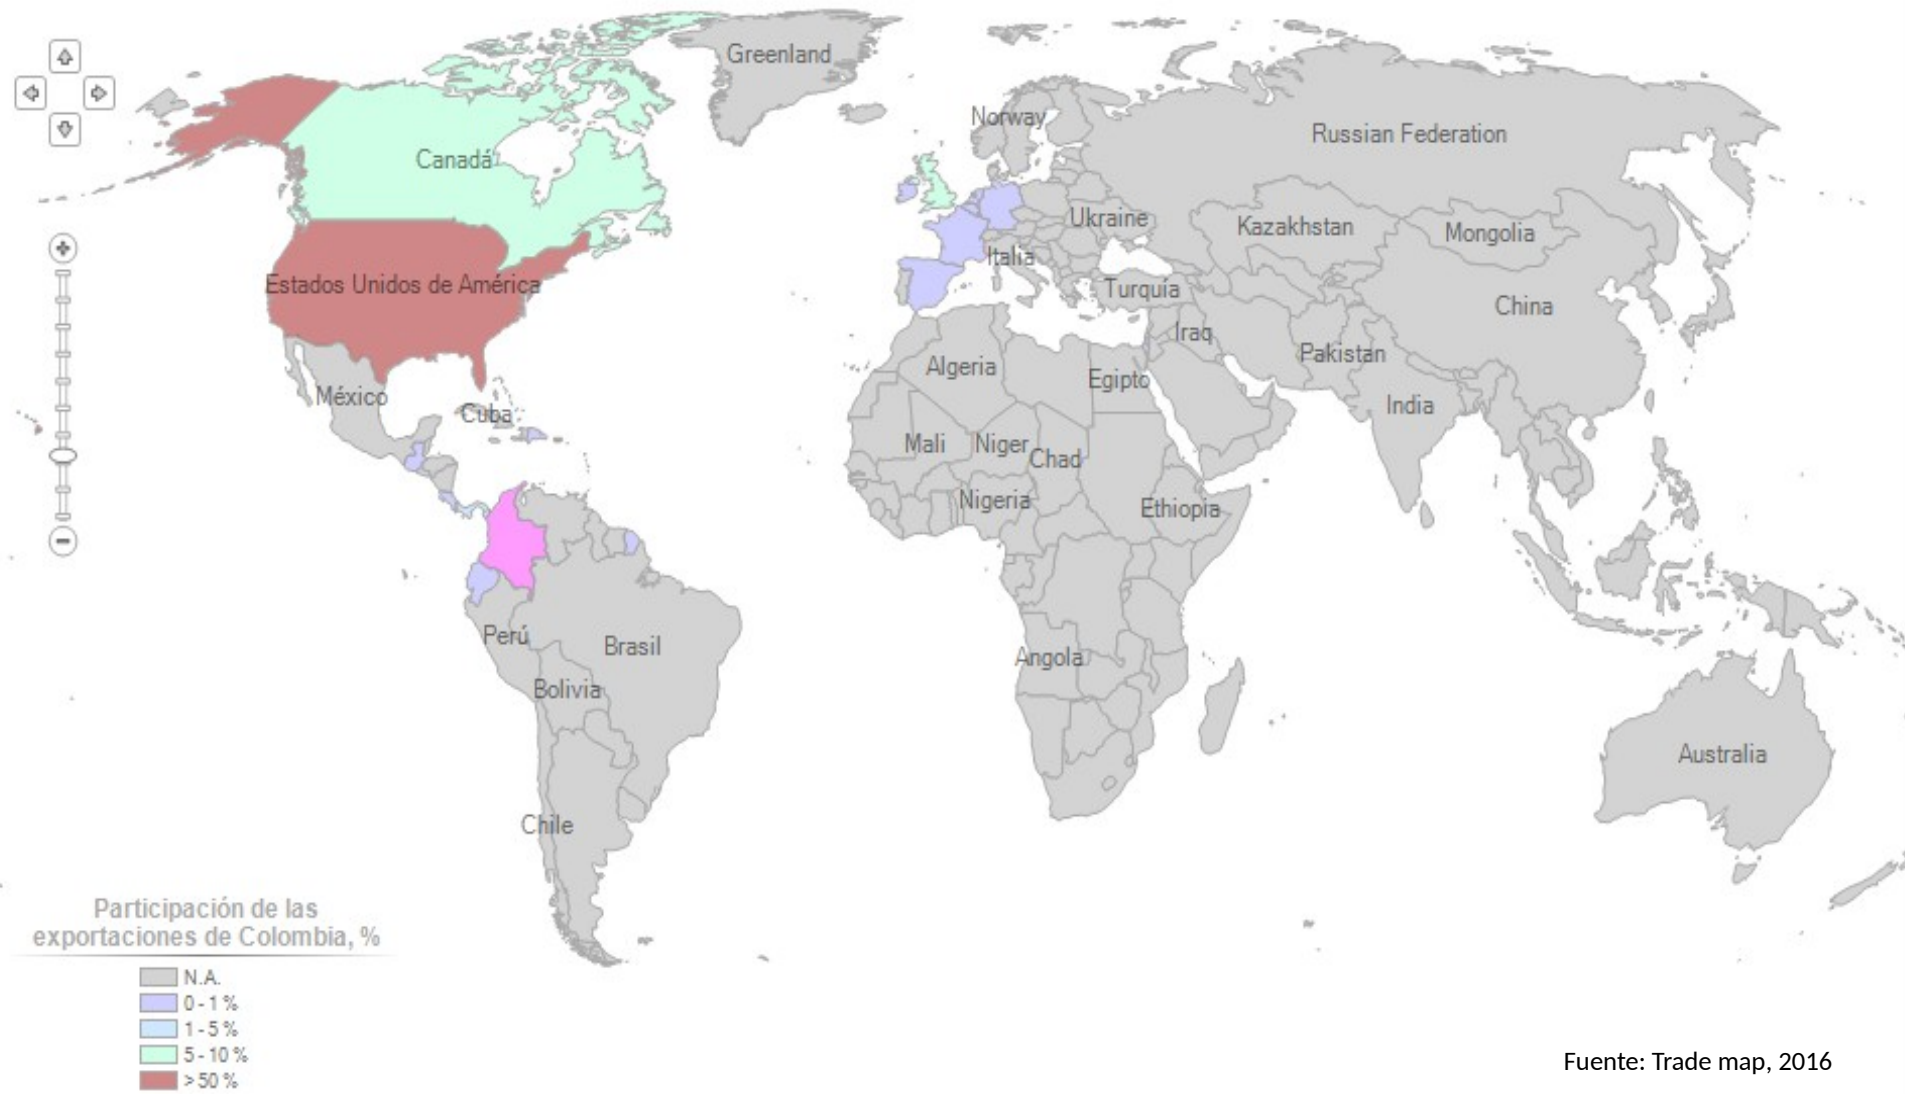 Greenland
Norway
Russian Federation
Canadá
Ukraine
Kazakhstan
Mongolia
Italia
Estados Unidos de América
Turquía
China
Iraq
Pakistan
Algeria
Egipto
México
India
Cuba
Mali
Niger
Chad
Nigeria
Ethiopia
Perú
Brasil
Angola
Bolivia
Australia
Chile
Participación de las
exportaciones de Colombia, %
N.A.
0 - 1 %
1 - 5 %
5 - 10 %
> 50 %
Fuente: Trade map, 2016